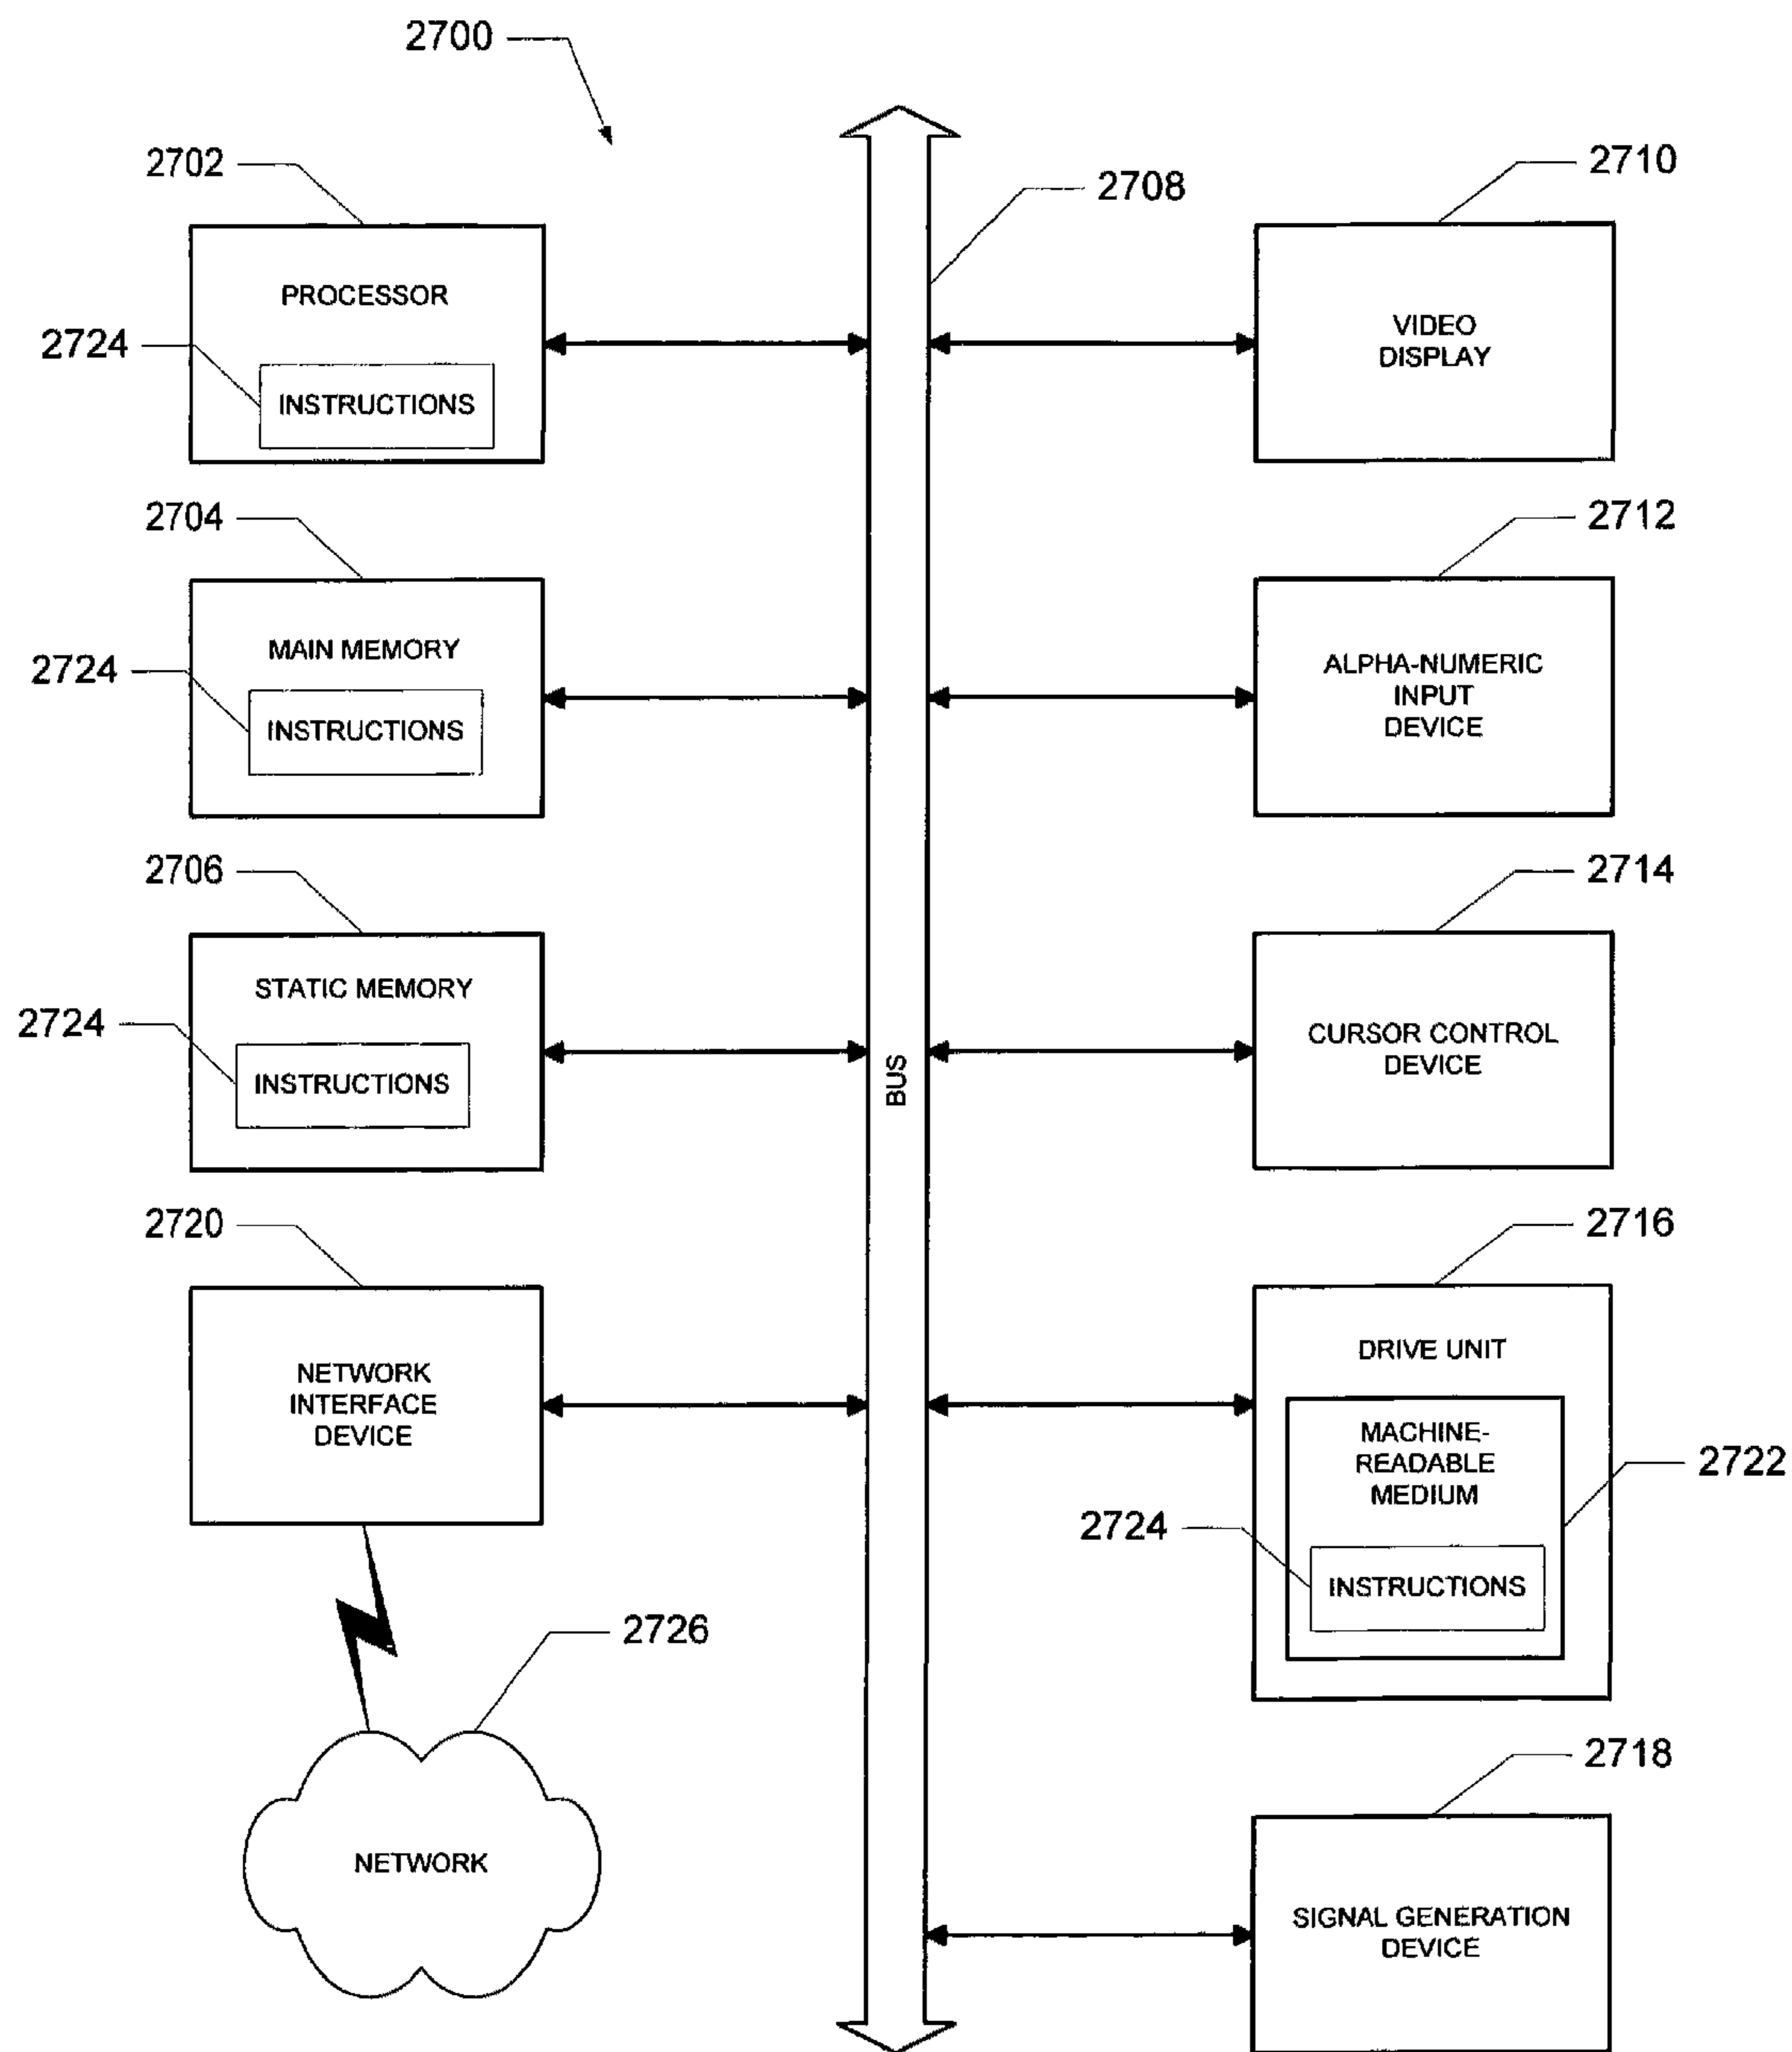 2700
2702
2708
2710
PROCESSOR
2724
INSTRUCTIONS
VIDEO
DISPLAY
2704
2712
MAIN MEMORY
2724
INSTRUCTIONS
ALPHA-NUMERIC
INPUT
DEVICE
2706
2714
STATIC MEMORY
2724
INSTRUCTIONS
BUS
CURSOR CONTROL
DEVICE
2720
2716
NETWORK
INTERFACE
DEVICE
DRIVE UNIT
MACHINE-
READABLE
MEDIUM
2722
2724
INSTRUCTIONS
2726
NETWORK
2718
SIGNAL GENERATION
DEVICE